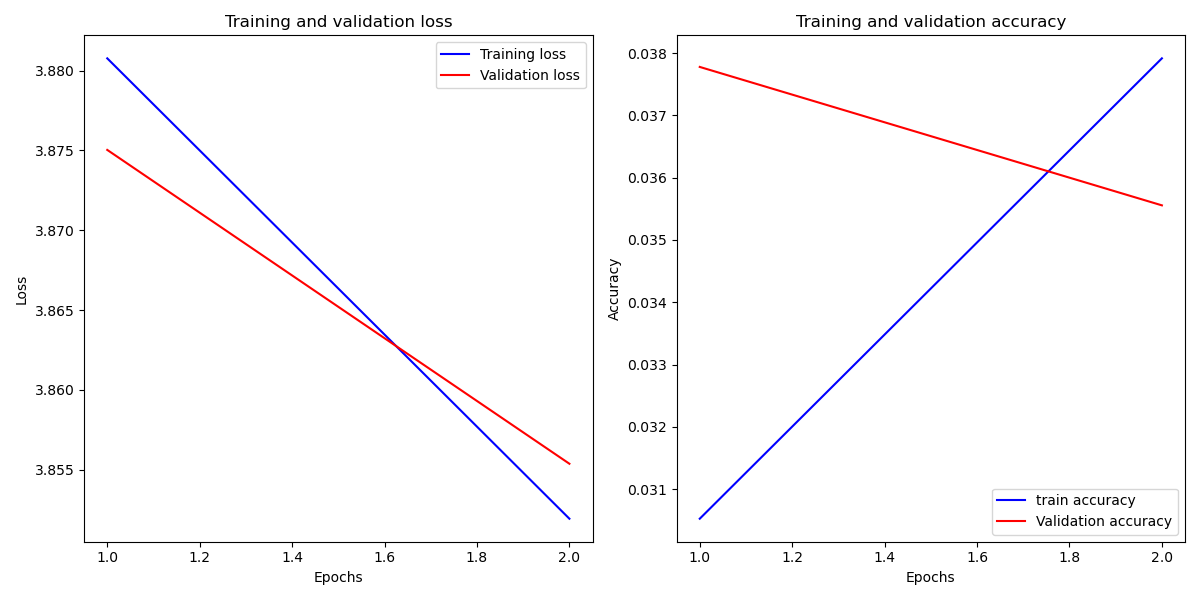 Training and validation loss
Training loss
Validation loss
3.880
3.875
3.870
3.865
3.860
3.855
Loss
1.0 1.2 1.4 1.6 1.8 2.0
Epochs
Training and validation accuracy
0.038
0.037
0.036
0.035
0.034
0.033
0.032
0.031
Accuracy
train accuracy
Validation accuracy
1.0 1.2 1.4 1.6 1.8 2.0
Epochs